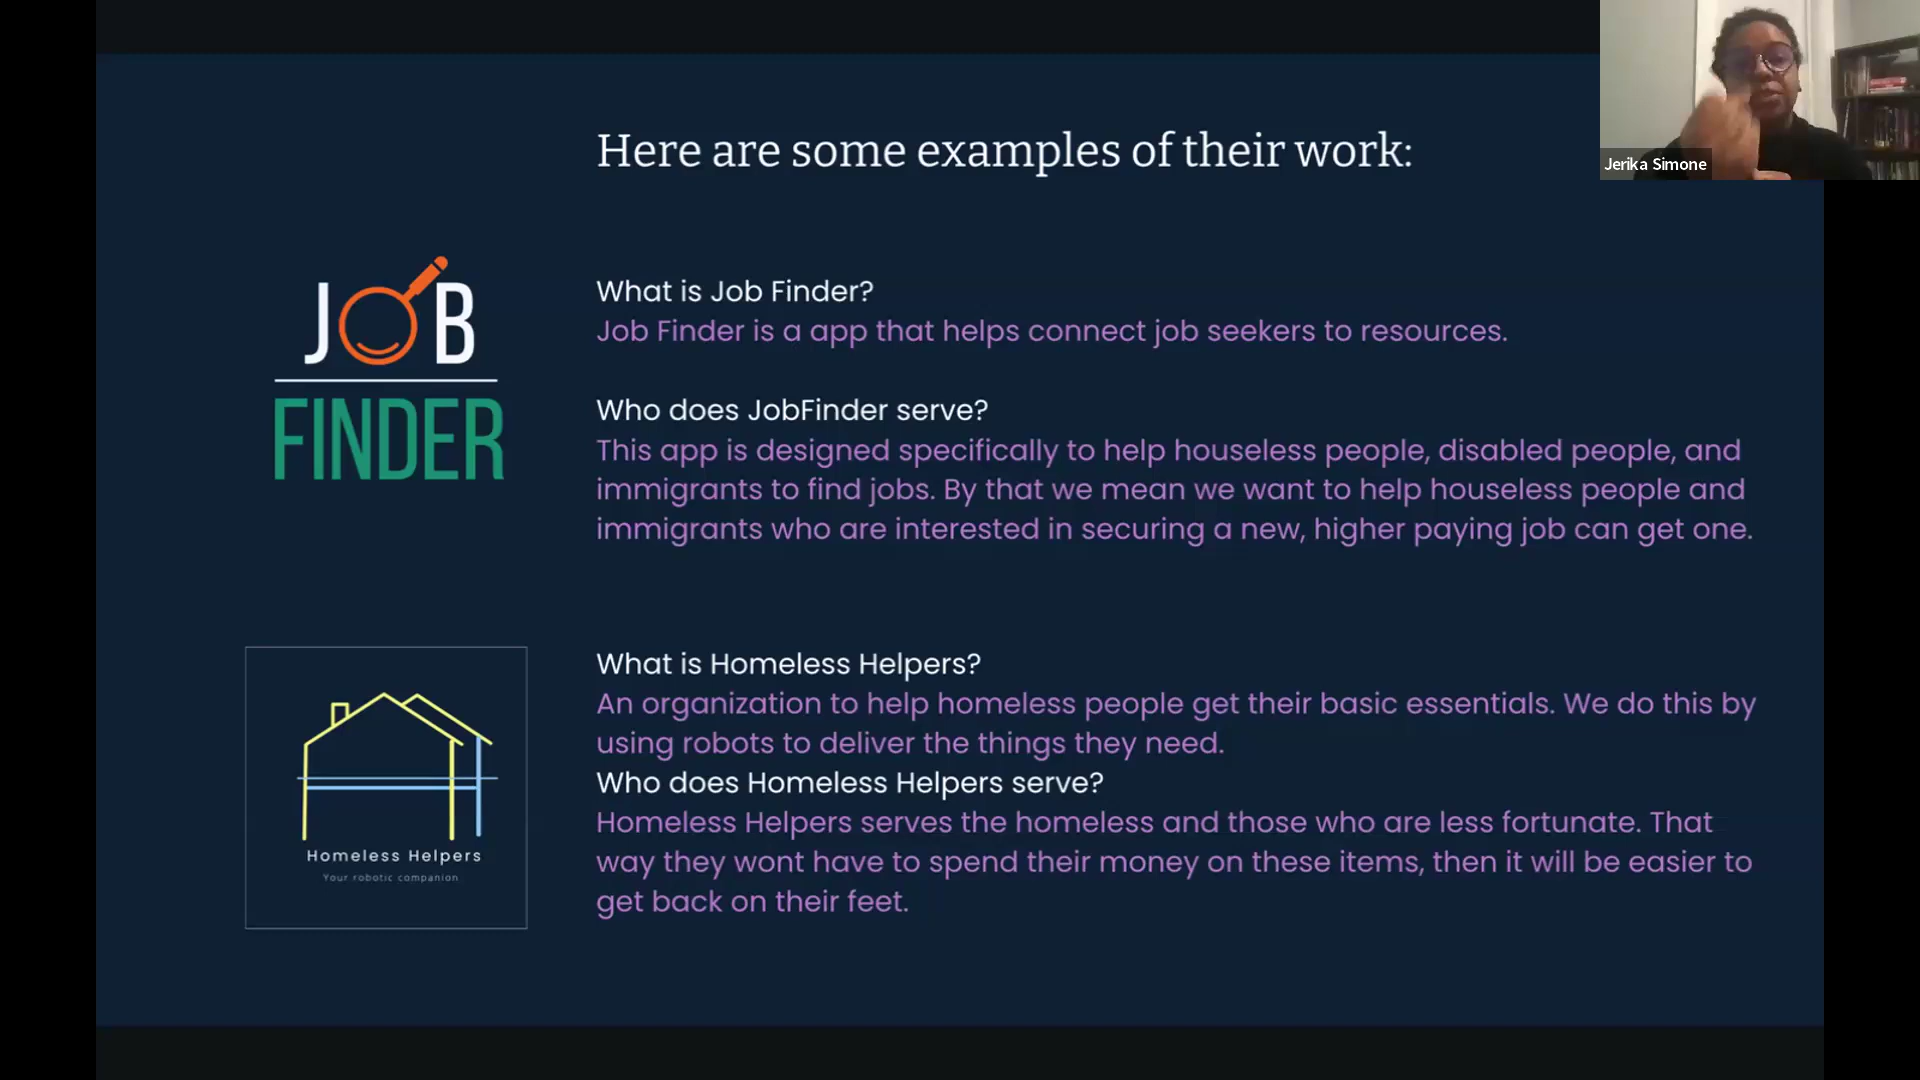 Here are some examples of their work:
Jerika Simone
JOB
FINDER
What is Job Finder?
Job Finder is a app that helps connect job seekers to resources.
Who does JobFinder serve?
This app is designed specifically to help houseless people, disabled people, and
immigrants to find jobs. By that we mean we want to help houseless people and
immigrants who are interested in securing a new, higher paying job can get one.
Homeless Helpers
Your robotic companion
What is Homeless Helpers?
An organization to help homeless people get their basic essentials. We do this by
using robots to deliver the things they need.
Who does Homeless Helpers serve?
Homeless Helpers serves the homeless and those who are less fortunate. That
way they wont have to spend their money on these items, then it will be easier to
get back on their feet.